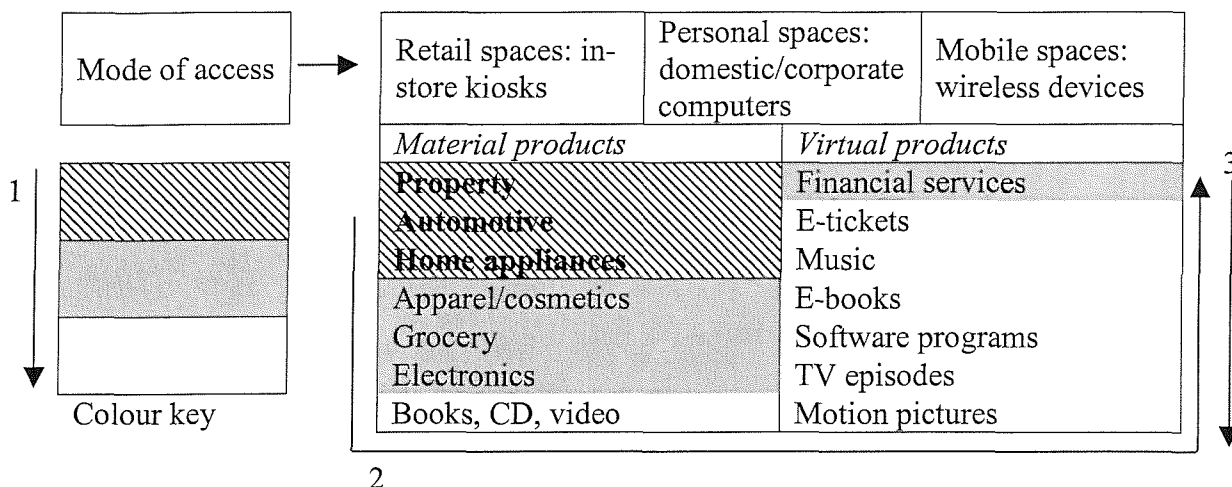 Mode of access
Retail spaces: in-
store kiosks
Personal spaces:
domestic/corporate
computers
Mobile spaces:
wireless devices
Material products
Virtual products
1
3
Property
Financial services
Automotive
E-tickets
Home appliances
Music
Apparel/cosmetics
E-books
Grocery
Software programs
Electronics
TV episodes
Books, CD, video
Motion pictures
Colour key
2